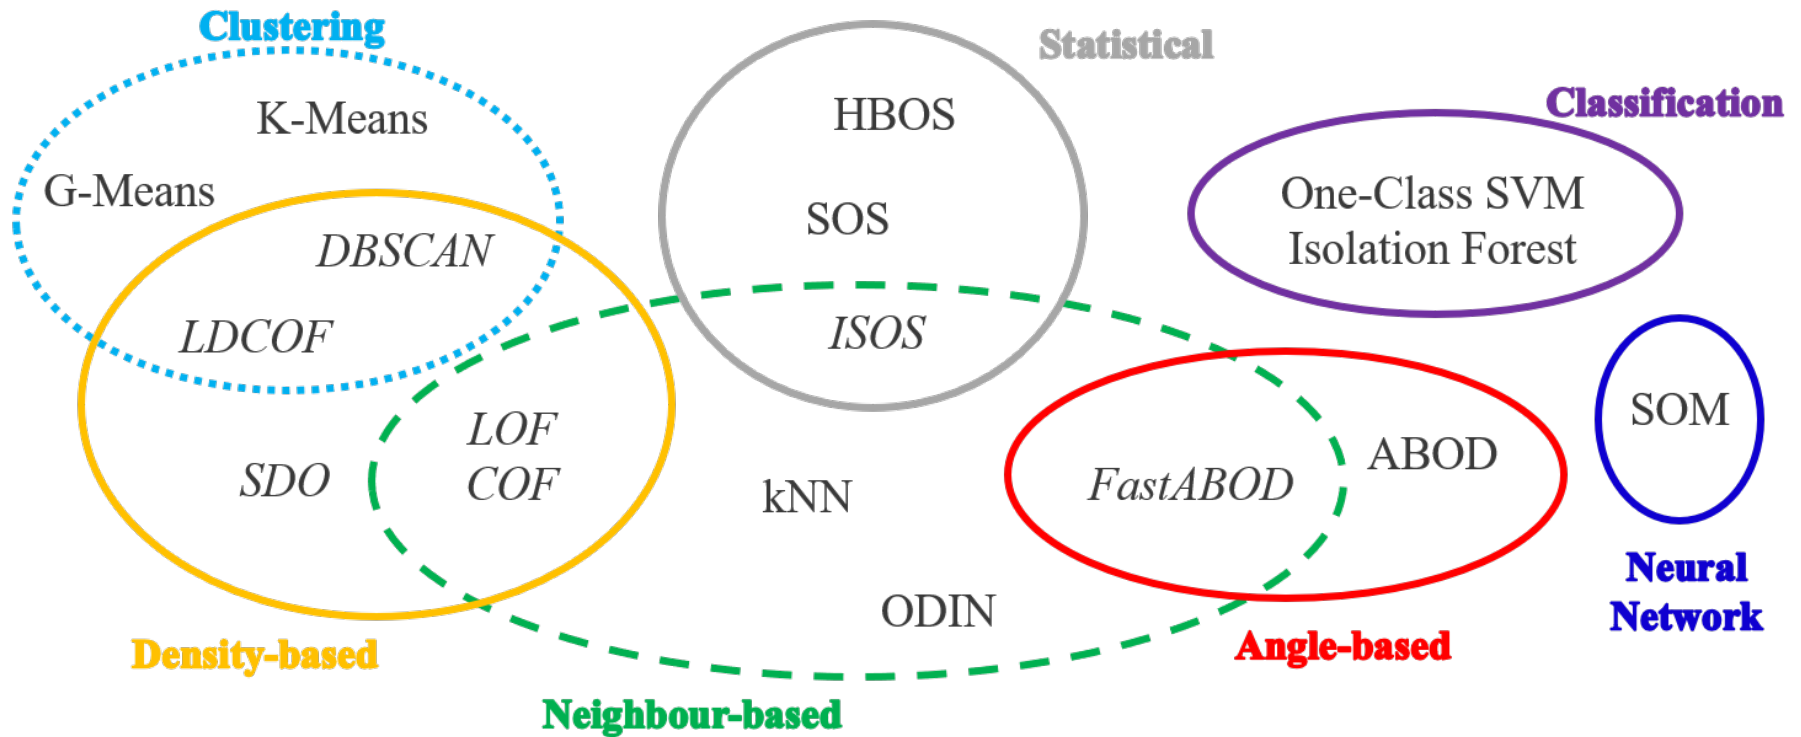 Clustering
Statistical
Classification
K-Means
HBOS
G-Means
One-Class SVM
SOS
DBSCAN
Isolation Forest
LDCOF
ISOS
SOM
LOF
ABOD
SDO
COF
kNN
FastABOD
Neural
Network
ODIN
Density-based
Angle-based
Neighbour-based